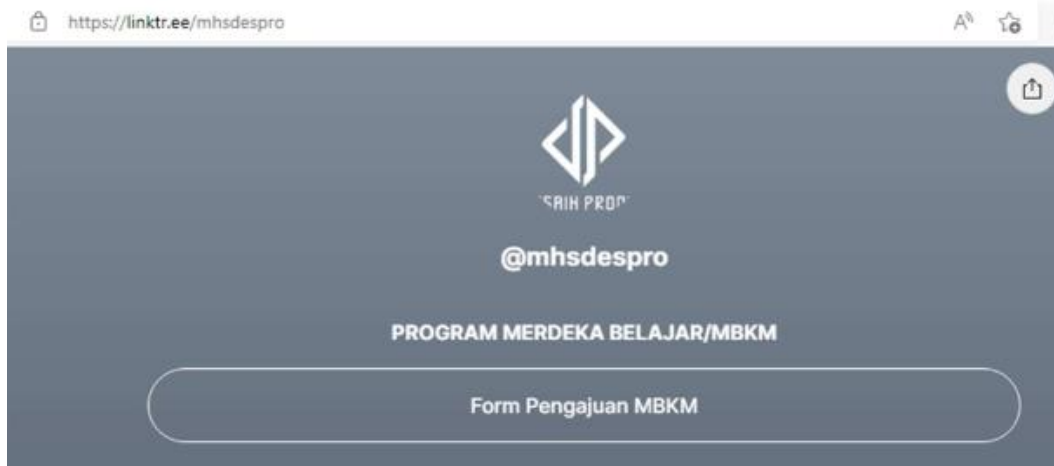 https://linktr.ee/mhsdespro
@mhsdespro
PROGRAM MERDEKA BELAJAR/MBKM
Form Pengajuan MBKM